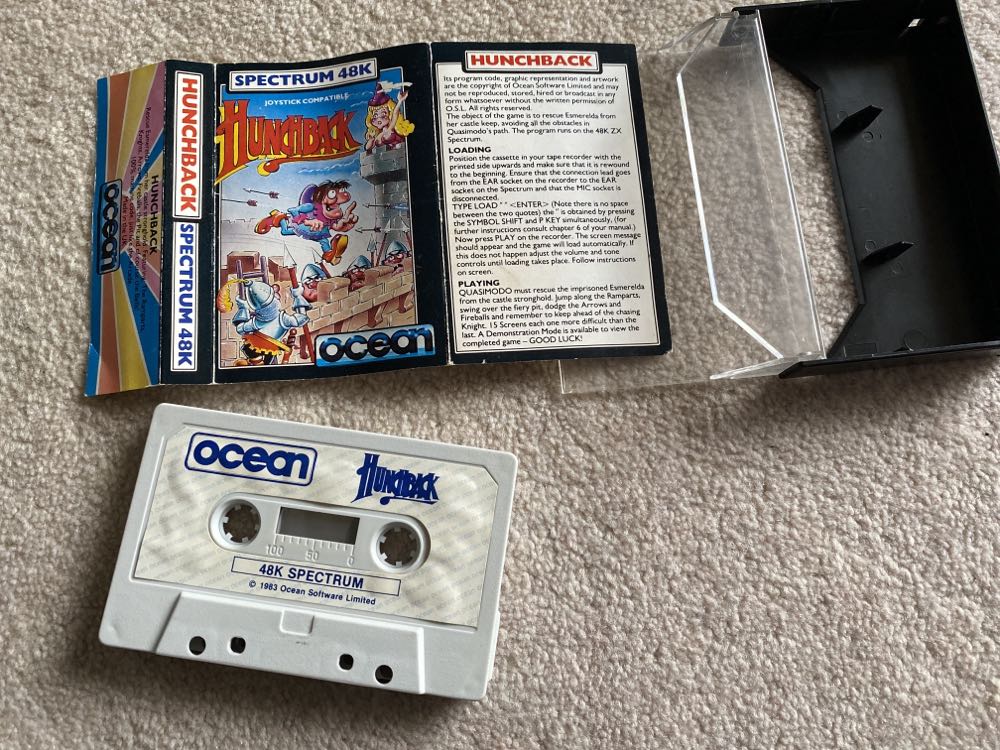 HUNCHBACK
ocean
HUNCHBACK SPECTRUM 48K
SPECTRUM 48K
JOYSTICK COMPATIBLE
HUNCHBACK
ocean
HUNCHBACK
Its program code, graphic representation and artwork
are the copyright of Ocean Software Limited and may
not be reproduced, stored, hired or broadcast in any
form whatsoever without the written permission of
O.S.L. All rights reserved.
The object of the game is to rescue Esmerelda from
her castle keep, avoiding all the obstacles in
Quasimodo's path. The program runs on the 48K ZX
Spectrum.
LOADING
Position the cassette in your tape recorder with the
printed side upwards and make sure that it is rewound
to the beginning. Ensure that the connection lead goes
from the EAR socket on the recorder to the EAR
socket on the Spectrum and that the MIC socket is
disconnected.
TYPE LOAD " " <ENTER> (Note there is no space
between the two quotes) the " is obtained by pressing
the SYMBOL SHIFT and P KEY simultaneously, (for
further instructions consult chapter 6 of your manual.)
Now press PLAY on the recorder. The screen message
should appear and the game will load automatically. If
this does not happen adjust the volume and tone
controls until loading takes place. Follow instructions
on screen.
PLAYING
QUASIMODO must rescue the imprisoned Esmerelda
from the castle stronghold. Jump along the Ramparts,
swing over the fiery pit, dodge the Arrows and
Fireballs and remember to keep ahead of the chasing
Knight. 15 Screens each one more difficult than the
last. A Demonstration Mode is available to view the
completed game – GOOD LUCK!
ocean
HUNCHBACK
100 50 0
48K SPECTRUM
© 1983 Ocean Software Limited